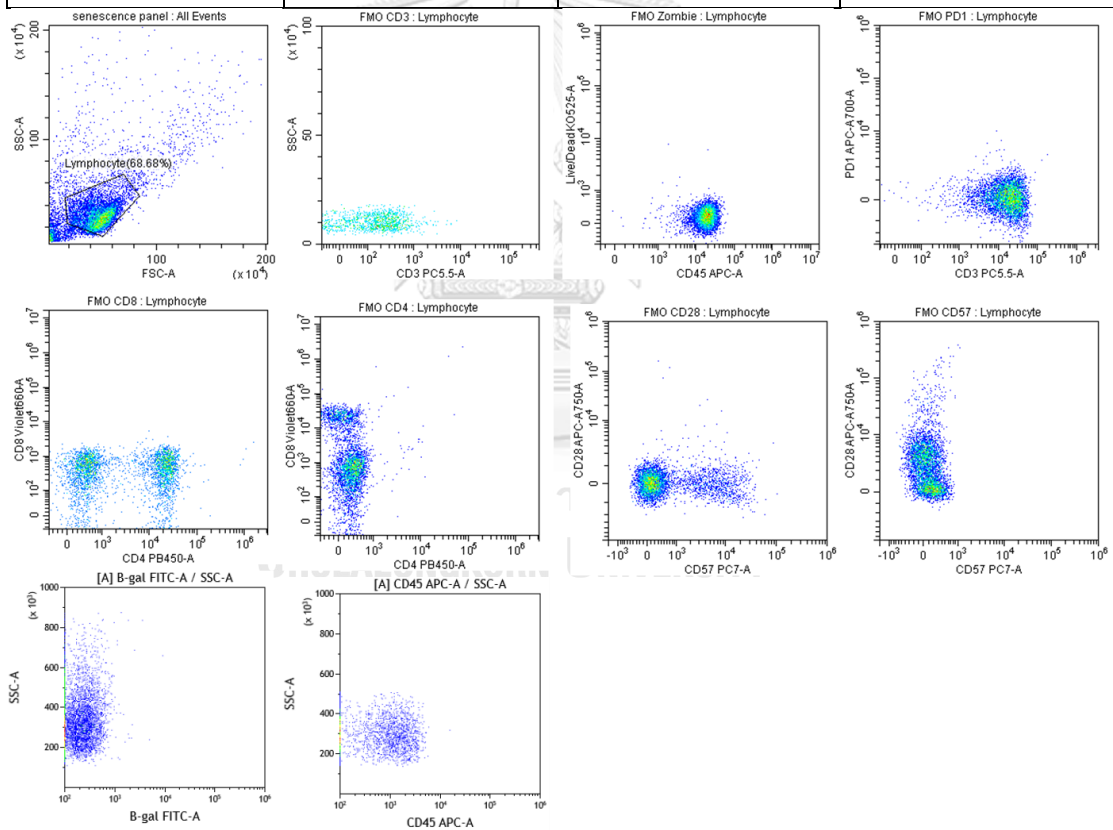 senescence panel : All Events
(x 10⁴)
200
100
SSC-A
Lymphocyte(68.68%)
100
200
FSC-A
(x 10⁴)
FMO CD3 : Lymphocyte
(x 10⁴)
100
50
0
SSC-A
0 10² 10³ 10⁴ 10⁵
CD3 PC5.5-A
FMO Zombie : Lymphocyte
10⁶
10⁵
10⁴
10³
0
Live/Dead KO525-A
0 10³ 10⁴ 10⁵ 10⁶ 10⁷
CD45 APC-A
FMO PD1 : Lymphocyte
10⁶
10⁵
10⁴
0
PD1 APC-A700-A
0 10³ 10⁴ 10⁵ 10⁶
CD3 PC5.5-A
FMO CD8 : Lymphocyte
10⁷
10⁶
10⁵
10⁴
10³
10²
0
CD8 Violet660-A
0 10³ 10⁴ 10⁵ 10⁶
CD4 PB450-A
FMO CD4 : Lymphocyte
10⁷
10⁶
10⁵
10⁴
10³
10²
0
CD8 Violet660-A
0 10³ 10⁴ 10⁵ 10⁶
CD4 PB450-A
FMO CD28 : Lymphocyte
10⁶
10⁵
10⁴
0
CD28 APC-A750-A
-10³ 0 10³ 10⁴ 10⁵ 10⁶
CD57 PC7-A
FMO CD57 : Lymphocyte
10⁶
10⁵
10⁴
0
CD28 APC-A750-A
-10³ 0 10³ 10⁴ 10⁵ 10⁶
CD57 PC7-A
[A] B-gal FITC-A / SSC-A
(x 10³)
1000
800
600
400
200
SSC-A
10² 10³ 10⁴ 10⁵ 10⁶
B-gal FITC-A
[A] CD45 APC-A / SSC-A
(x 10³)
1000
800
600
400
200
SSC-A
10² 10³ 10⁴ 10⁵ 10⁶
CD45 APC-A